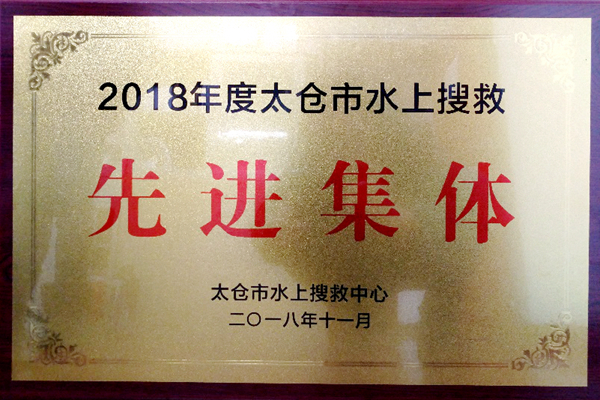 2018年度太仓市水上搜救
先进集体
太仓市水上搜救中心
二〇一八年十一月